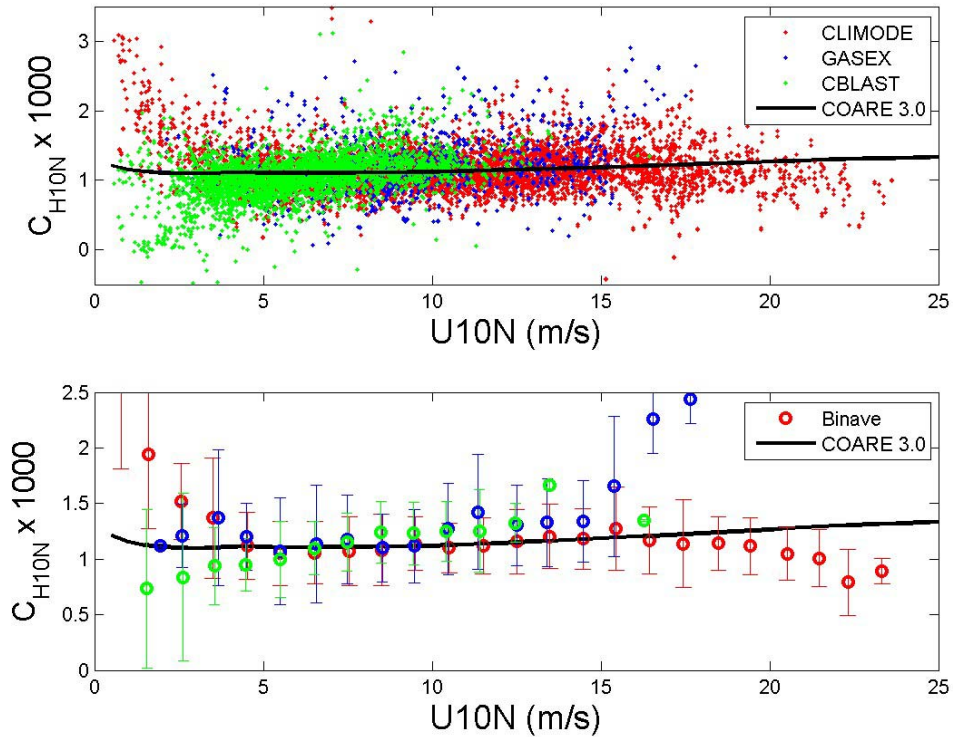 3
2
1
0
C_H10N x 1000
CLIMODE
GASEX
CBLAST
COARE 3.0
0 5 10 15 20 25
U10N (m/s)
2.5
2
1.5
1
0.5
0
C_H10N x 1000
Binave
COARE 3.0
0 5 10 15 20 25
U10N (m/s)